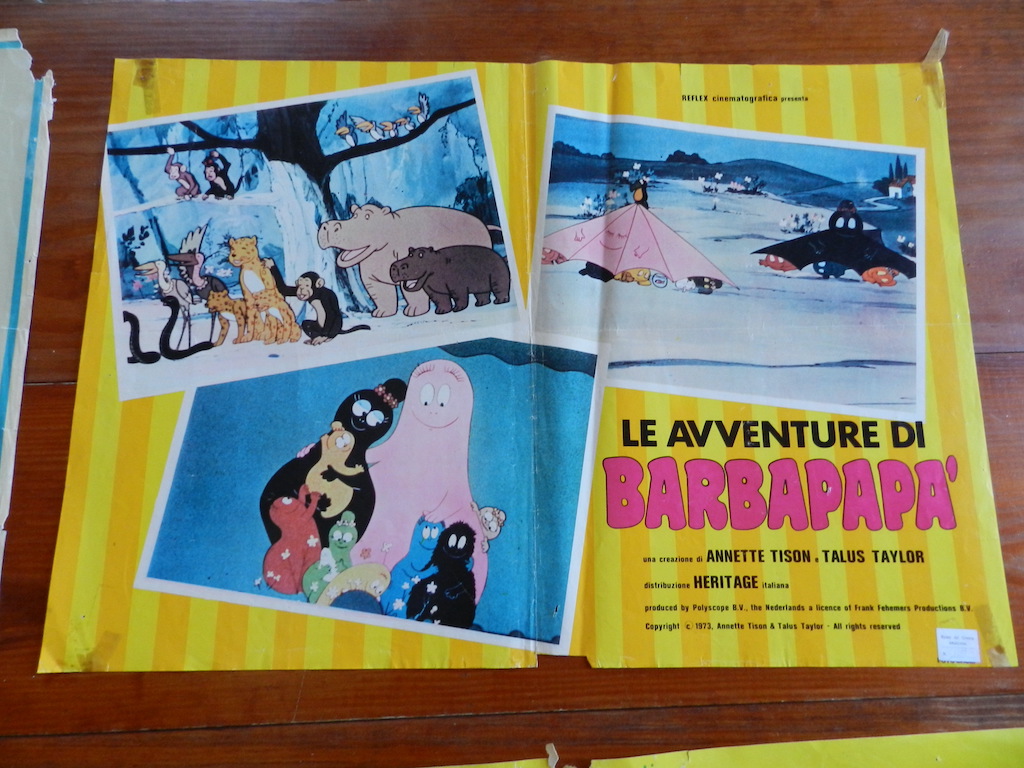 REFLEX cinematografica presenta
LE AVVENTURE DI
BARBAPAPA'
una creazione di ANNETTE TISON e TALUS TAYLOR
distribuzione HERITAGE italiana
produced by Polyscope B.V., the Nederlands a licence of Frank Fehemers Productions B.V.
Copyright (c) 1973, Annette Tison & Talus Taylor - All rights reserved